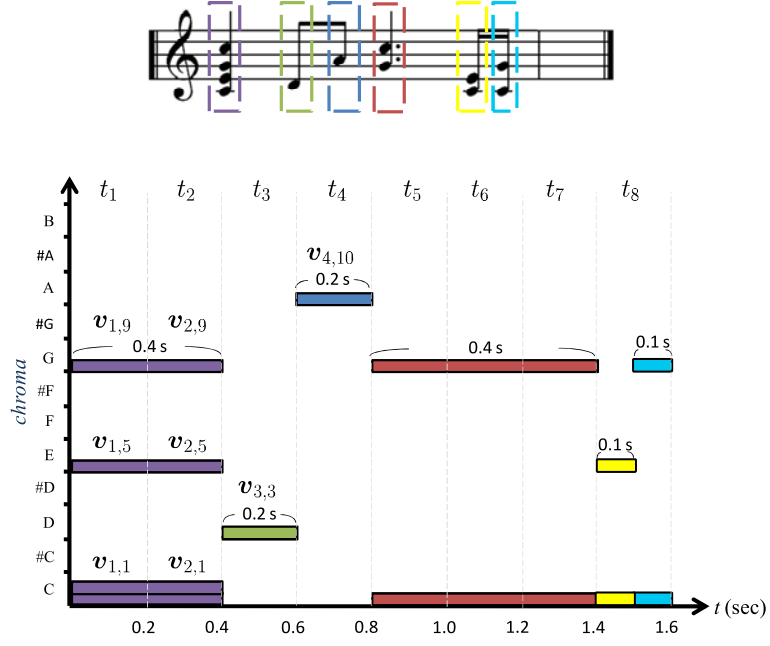 t1 t2 t3 t4 t5 t6 t7 t8
B
#A
v4,10
A
0.2 s
#G
v1,9 v2,9
0.4 s
0.4 s
0.1 s
G
#F
F
chroma
v1,5 v2,5
0.1 s
E
#D
v3,3
D
0.2 s
#C
v1,1 v2,1
C
t (sec)
0.2 0.4 0.6 0.8 1.0 1.2 1.4 1.6